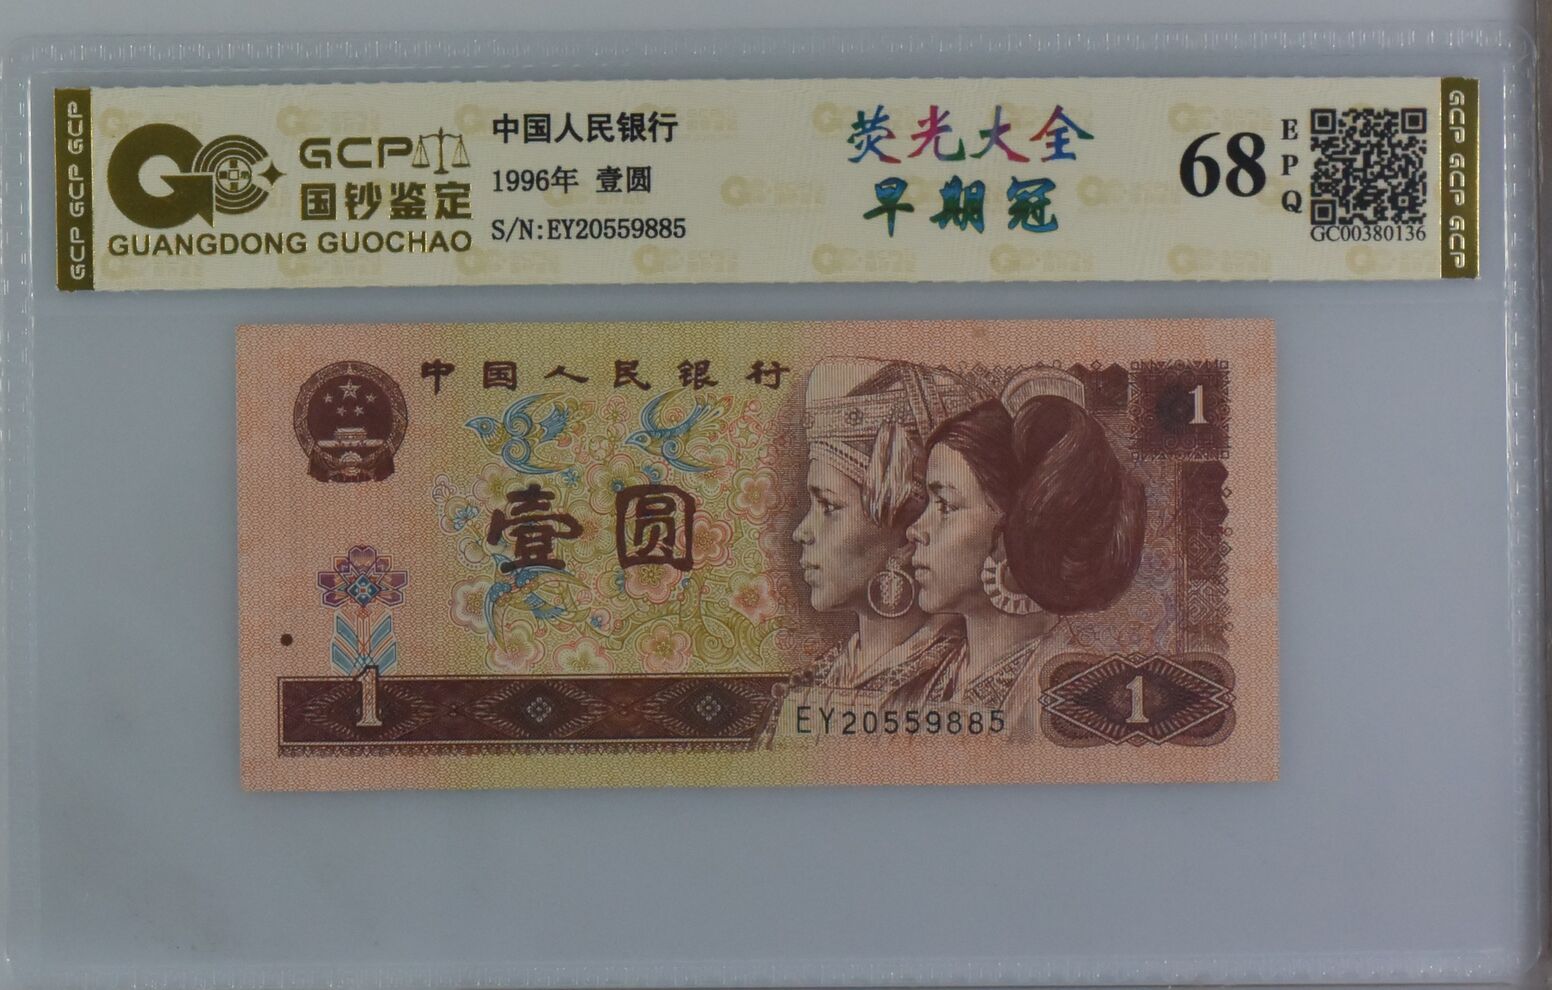 GCP
国钞鉴定
GUANGDONG GUOCHAO
中国人民银行
1996年 壹圆
S/N:EY20559885
荧光大全
早期冠
68
EPQ
GC00380136
GCP GCP GCP
GCP GCP GCP
中国人民银行
1
壹圆
1
EY20559885
1